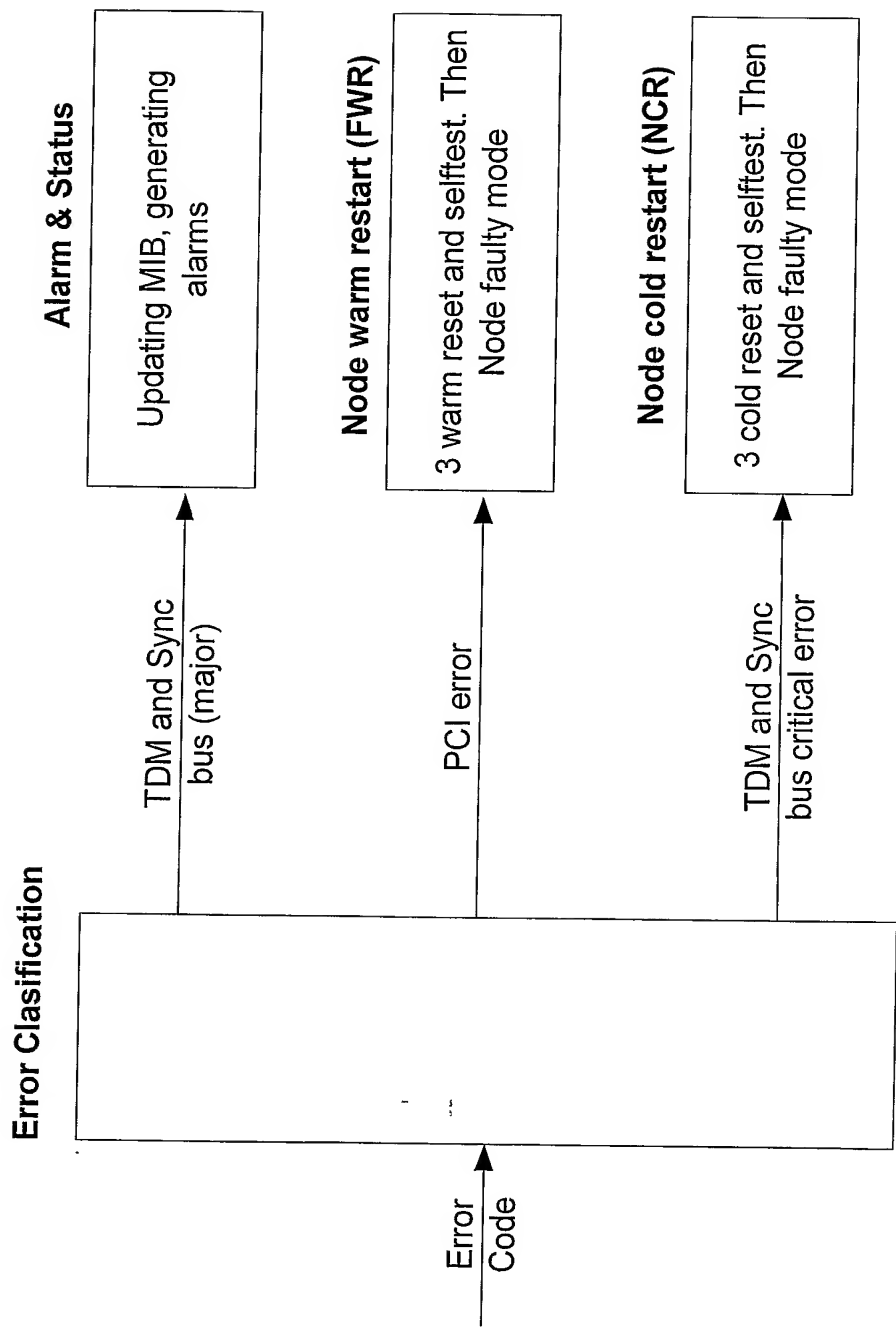 Error Clasification
Error
Code
TDM and Sync
bus (major)
Alarm & Status
Updating MIB, generating
alarms
PCI error
Node warm restart (FWR)
3 warm reset and selftest. Then
Node faulty mode
TDM and Sync
bus critical error
Node cold restart (NCR)
3 cold reset and selftest. Then
Node faulty mode